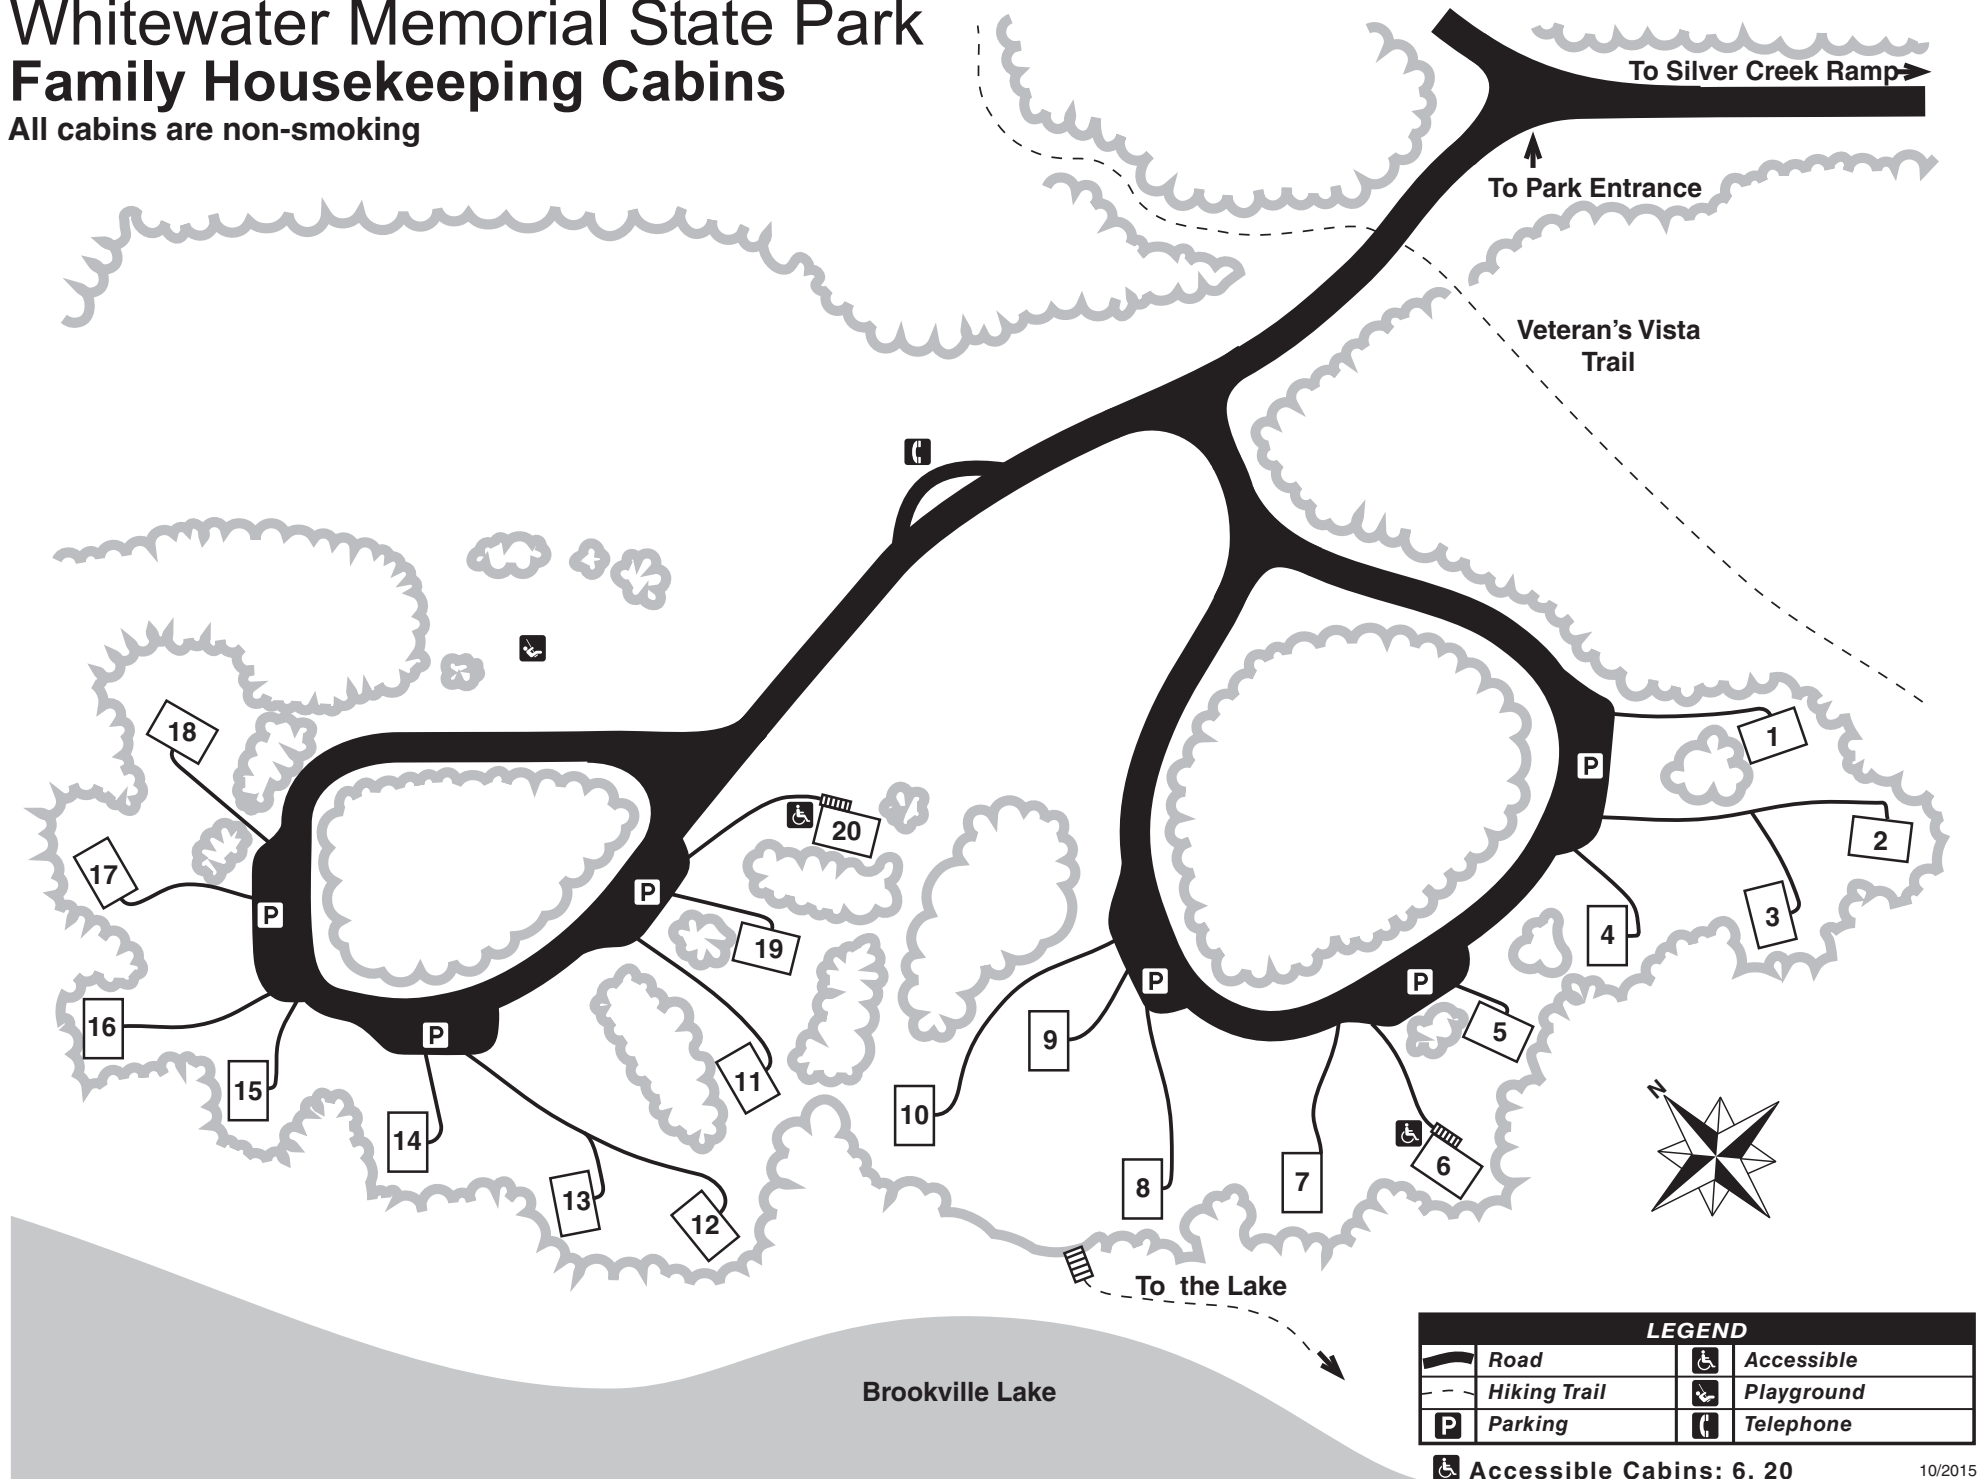 Whitewater Memorial State Park
Family Housekeeping Cabins
All cabins are non-smoking
To Silver Creek Ramp
To Park Entrance
Veteran’s Vista
Trail
18
17
16
15
14
13
12
11
19
20
P
P
P
10
9
8
7
6
5
4
3
2
1
P
P
P
N
To the Lake
Brookville Lake
LEGEND
Road
Accessible
Hiking Trail
Playground
P
Parking
Telephone
Accessible Cabins: 6, 20
10/2015